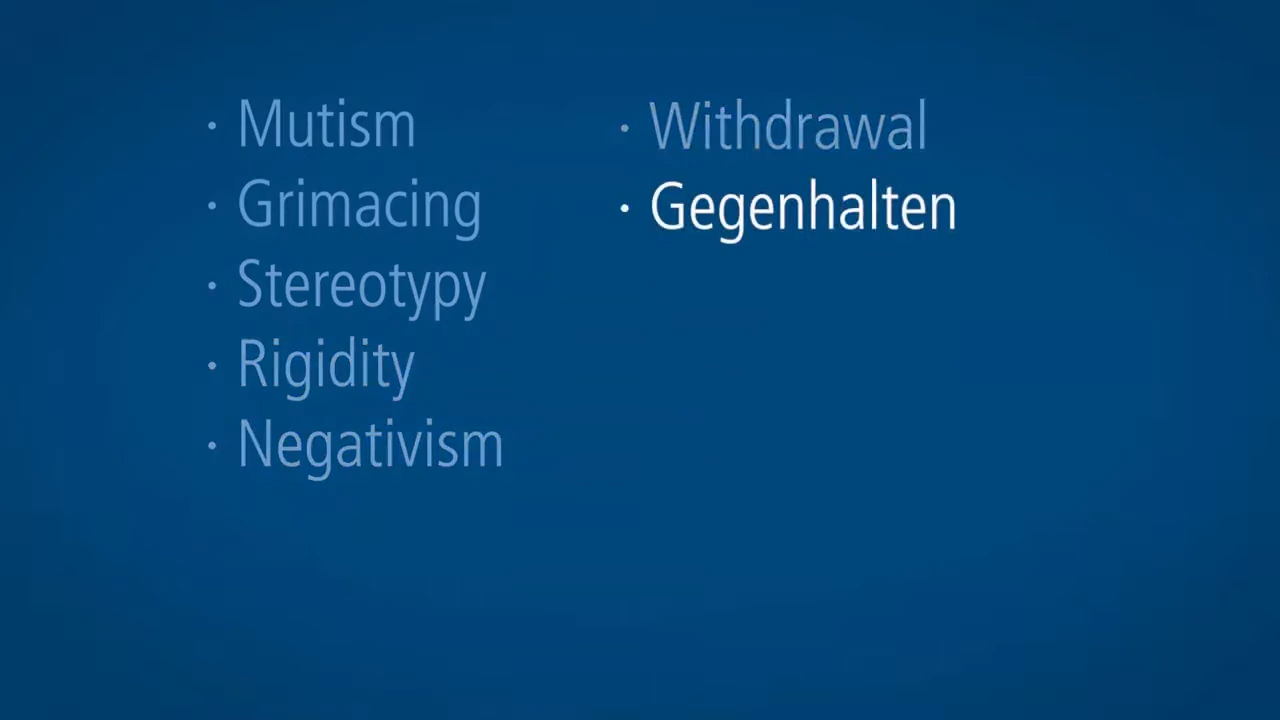 · Mutism
· Grimacing
· Stereotypy
· Rigidity
· Negativism
· Withdrawal
· Gegenhalten